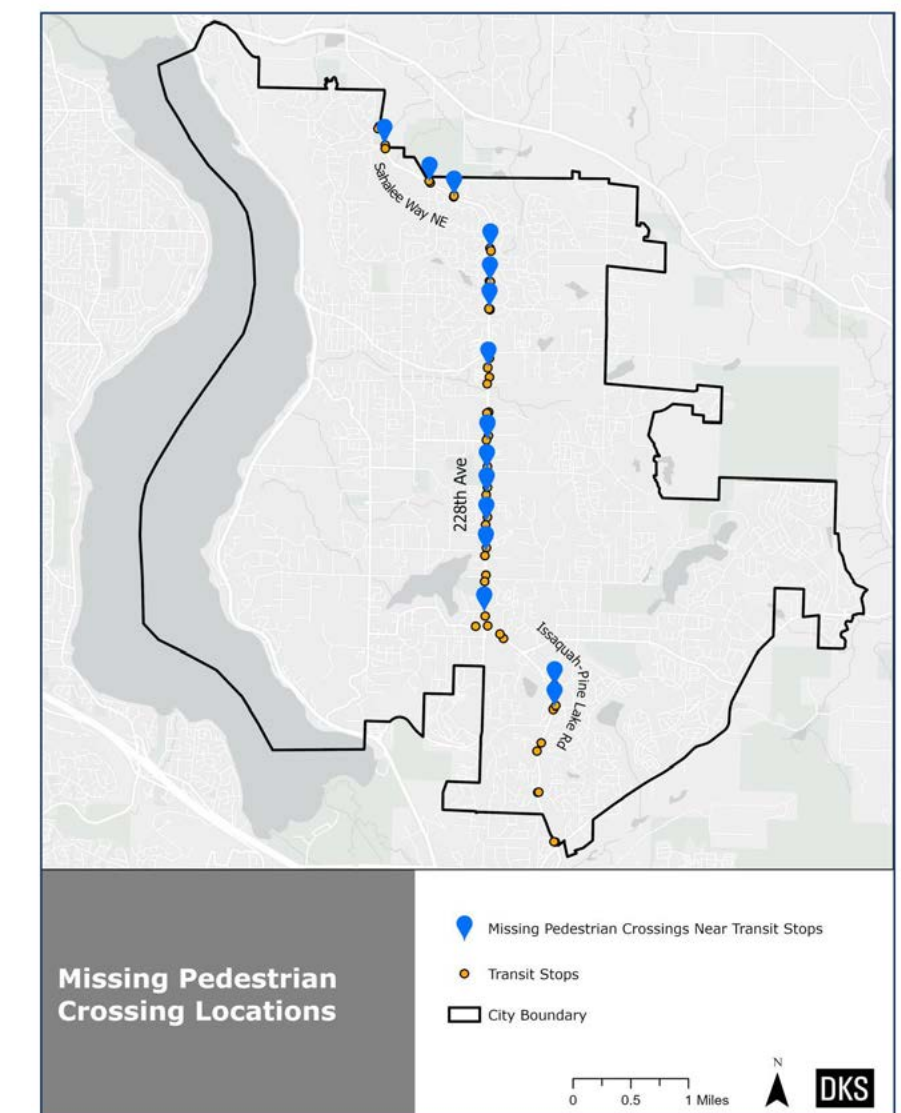 Sahalee Way NE
228th Ave
Issaquah-Pine Lake Rd
Missing Pedestrian
Crossing Locations
Missing Pedestrian Crossings Near Transit Stops
Transit Stops
City Boundary
0 0.5 1 Miles
N
DKS